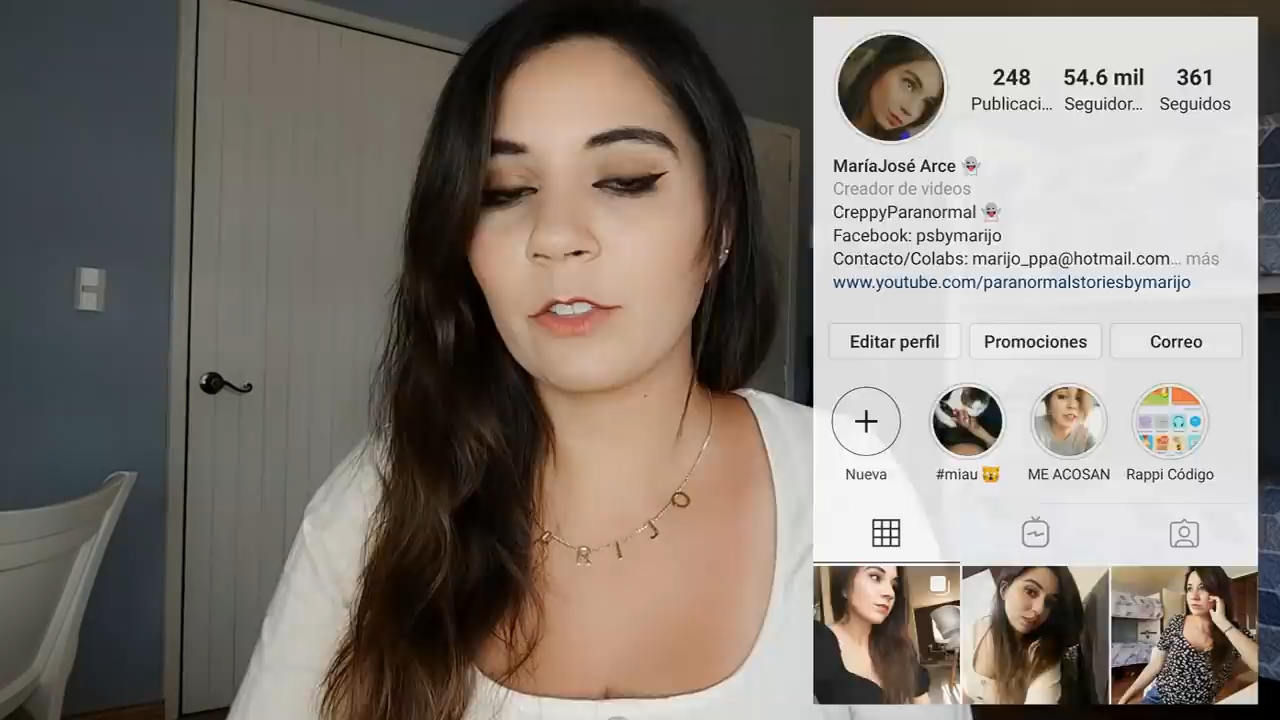 248 54.6 mil 361
Publicaci... Seguidor... Seguidos
MaríaJosé Arce 👻
Creador de videos
CreppyParanormal 👻
Facebook: psbymarijo
Contacto/Colabs: marijo_ppa@hotmail.com... más
www.youtube.com/paranormalstoriesbymarijo
Editar perfil Promociones Correo
Nueva #miau 🐯 ME ACOSAN Rappi Código
ARIJO